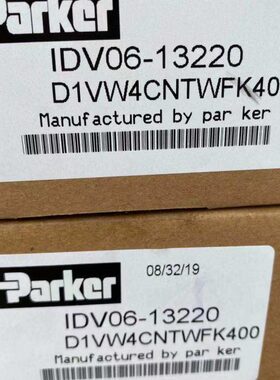 Parker
IDV06-13220
D1VW4CNTWFK400
Manufactured by par ker
Parker
08/32/19
IDV06-13220
D1VW4CNTWFK400
Manufactured by par ker